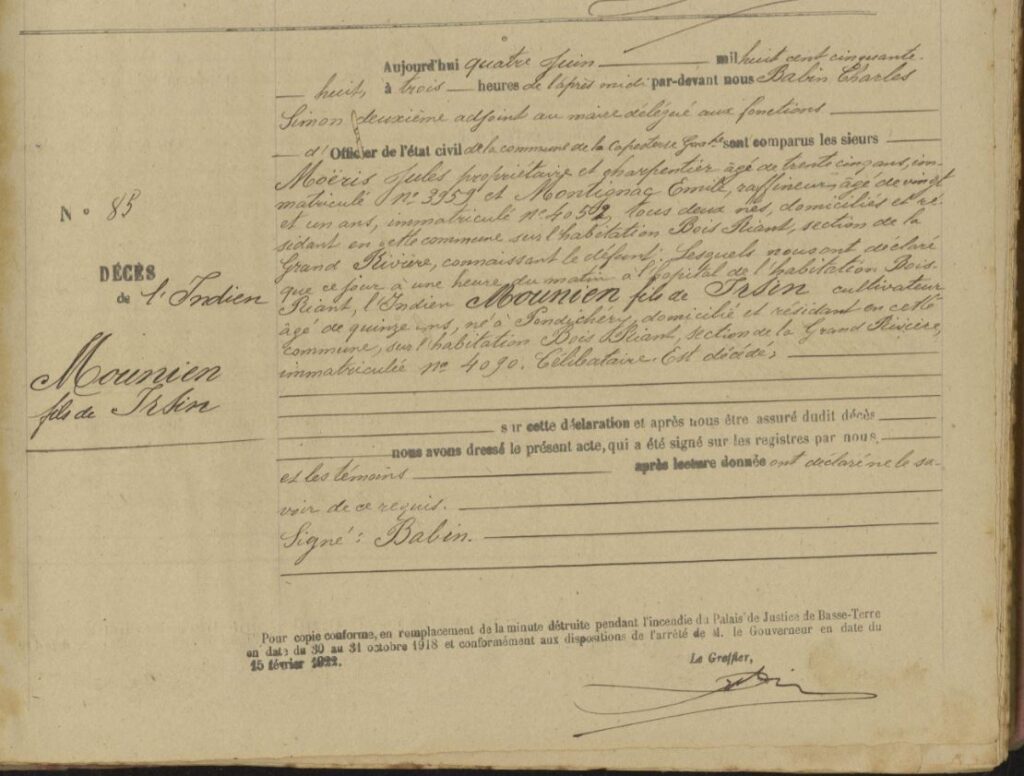 Aujourd'hui quatre Juin mil huit cent cinquante
huit, à trois heures de l'après midi par-devant nous Babin Charles
Simon deuxième adjoint au maire délégué aux fonctions
d'Officier de l'état civil de la commune de la Capesterre Gpe sont comparus les sieurs
Moëris Jules propriétaire et charpentier âgé de trente cinq ans, im-
matriculé N° 3959 et Montignac Emile, raffineur âgé de vingt
et un ans, immatriculé N° 4052, tous deux nés, domiciliés et ré-
sidant en cette commune sur l'habitation Bois Riant, section de la
Grand Rivière, connaissant le défunt; Lesquels nous ont déclaré
que ce jour à une heure du matin à l'hôpital de l'habitation Bois
Riant, l'Indien Mounien fils de Irsin cultivateur
âgé de quinze ans, né à Pondichery, domicilié et résidant en cette
commune, sur l'habitation Bois Riant, section de la Grand Rivière,
immatriculée N° 4090. Célibataire. Est décédé;
N° 85
DÉCÈS
de l'Indien
Mounien
fils de Irsin
sur cette déclaration et après nous être assuré dudit décès
nous avons dressé le présent acte, qui a été signé sur les registres par nous,
et les témoins après lecture donnée ont déclaré ne le sa-
voir de ce requis.
Signé : Babin.
Pour copie conforme, en remplacement de la minute détruite pendant l'incendie du Palais de Justice de Basse-Terre
en date du 30 au 31 octobre 1918 et conformément aux dispositions de l'arrêté de M. le Gouverneur en date du
15 février 1922.
Le Greffier,